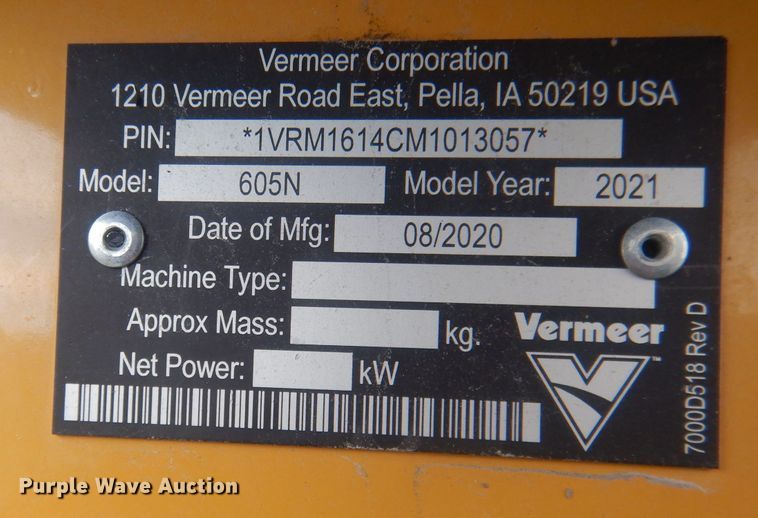 Vermeer Corporation
1210 Vermeer Road East, Pella, IA 50219 USA
PIN: *1VRM1614CM1013057*
Model: 605N Model Year: 2021
Date of Mfg: 08/2020
Machine Type:
Approx Mass: kg.
Net Power: kW
Vermeer
™
7000D518 Rev D
Purple Wave Auction